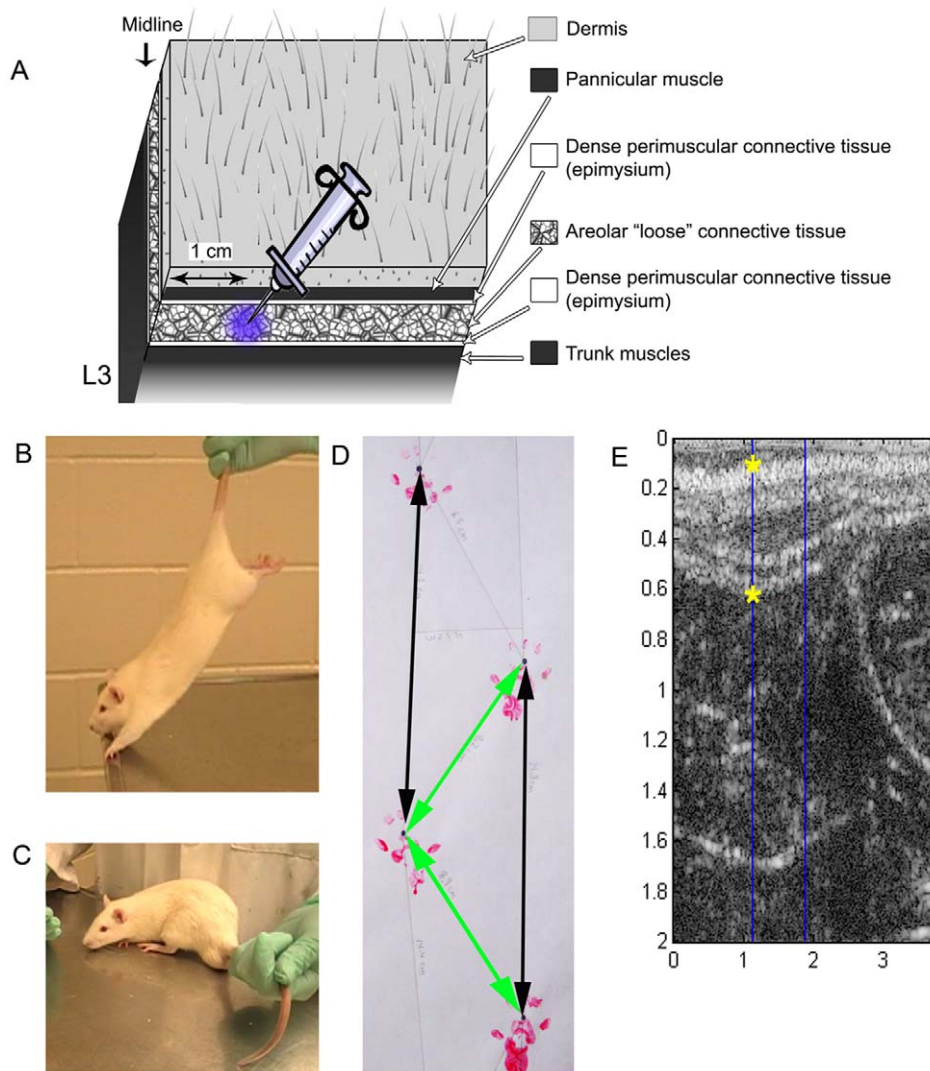 A
Midline
1 cm
L3
Dermis
Pannicular muscle
Dense perimuscular connective tissue
(epimysium)
Areolar “loose” connective tissue
Dense perimuscular connective tissue
(epimysium)
Trunk muscles
B
C
D
8.9cm
E
0
0.2
0.4
0.6
0.8
1
1.2
1.4
1.6
1.8
2
0
1
2
3